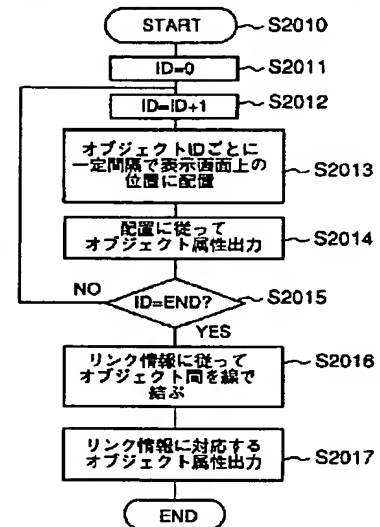 START
S2010
ID=0
S2011
ID=ID+1
S2012
オブジェクトIDごとに
一定間隔で表示画面上の
位置に配置
S2013
配置に従って
オブジェクト属性出力
S2014
NO
ID=END?
S2015
YES
リンク情報に従って
オブジェクト間を線で
結ぶ
S2016
リンク情報に対応する
オブジェクト属性出力
S2017
END